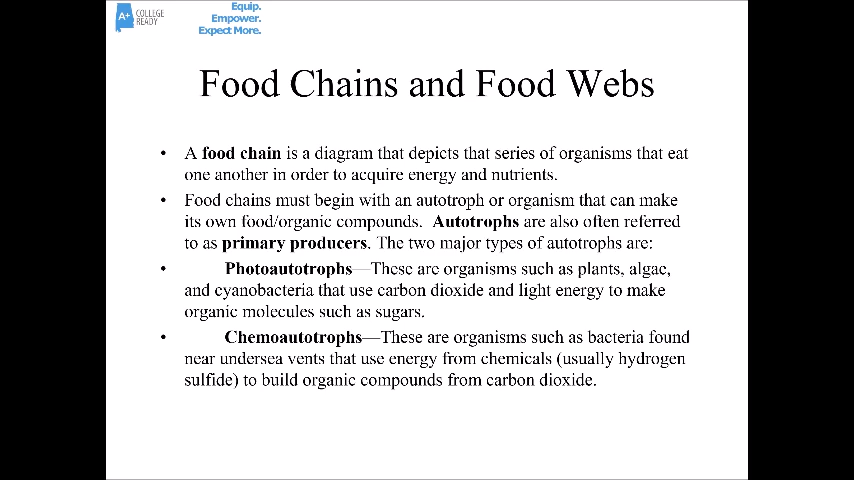 A+ COLLEGE
READY
Equip.
Empower.
Expect More.
Food Chains and Food Webs
• A food chain is a diagram that depicts that series of organisms that eat
one another in order to acquire energy and nutrients.
• Food chains must begin with an autotroph or organism that can make
its own food/organic compounds. Autotrophs are also often referred
to as primary producers. The two major types of autotrophs are:
• Photoautotrophs—These are organisms such as plants, algae,
and cyanobacteria that use carbon dioxide and light energy to make
organic molecules such as sugars.
• Chemoautotrophs—These are organisms such as bacteria found
near undersea vents that use energy from chemicals (usually hydrogen
sulfide) to build organic compounds from carbon dioxide.